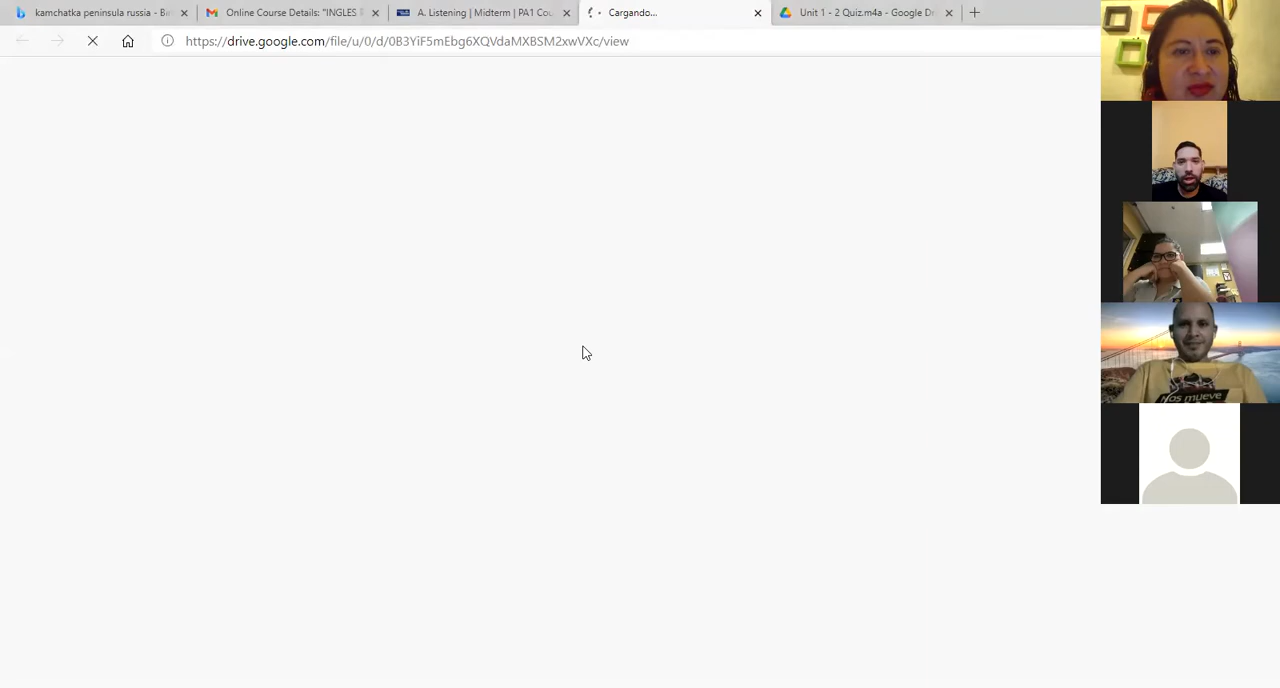 kamchatka peninsula russia - Bi
Online Course Details: "INGLES
A. Listening | Midterm | PA1 Cou
Cargando...
Unit 1 - 2 Quiz.m4a - Google Dr
https://drive.google.com/file/u/0/d/0B3YiF5mEbg6XQVdaMXBSM2xwVXc/view
Nos mueve